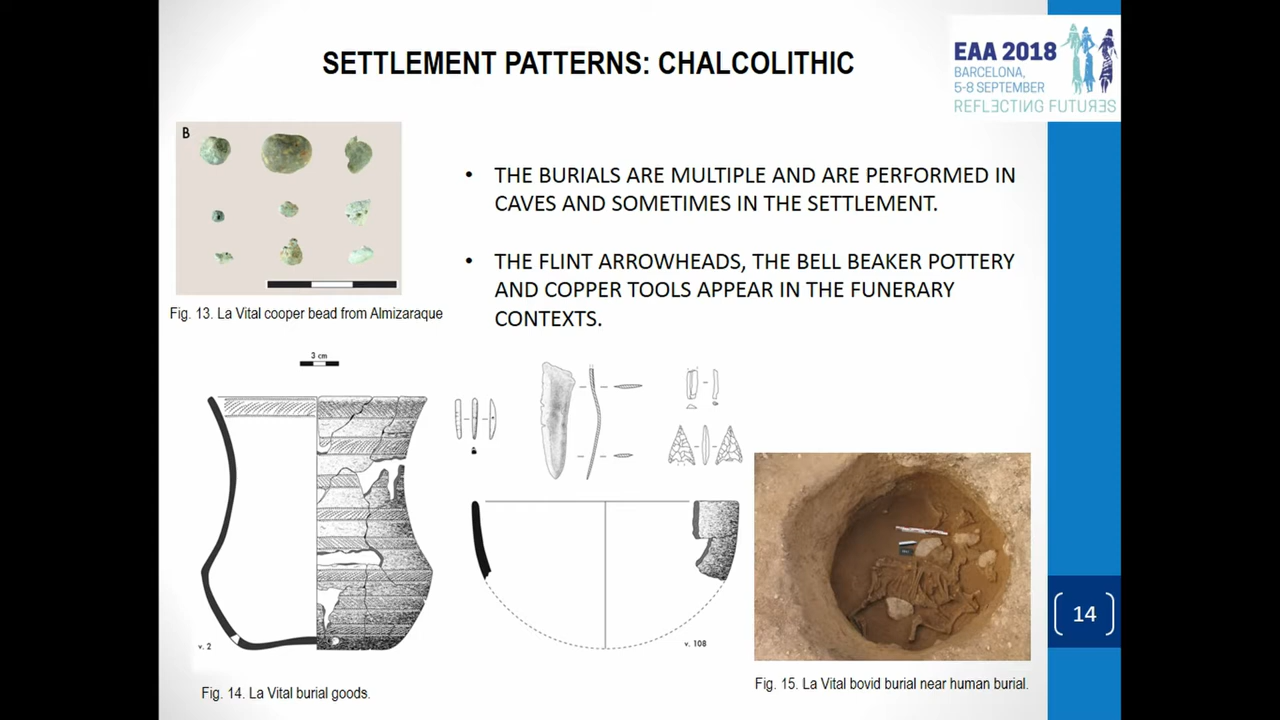 SETTLEMENT PATTERNS: CHALCOLITHIC
EAA 2018
BARCELONA,
5-8 SEPTEMBER
REFLECTING FUTURES
B
• THE BURIALS ARE MULTIPLE AND ARE PERFORMED IN
CAVES AND SOMETIMES IN THE SETTLEMENT.
• THE FLINT ARROWHEADS, THE BELL BEAKER POTTERY
AND COPPER TOOLS APPEAR IN THE FUNERARY
CONTEXTS.
Fig. 13. La Vital cooper bead from Almizaraque
3 cm
v. 2
v. 108
14
Fig. 14. La Vital burial goods.
Fig. 15. La Vital bovid burial near human burial.